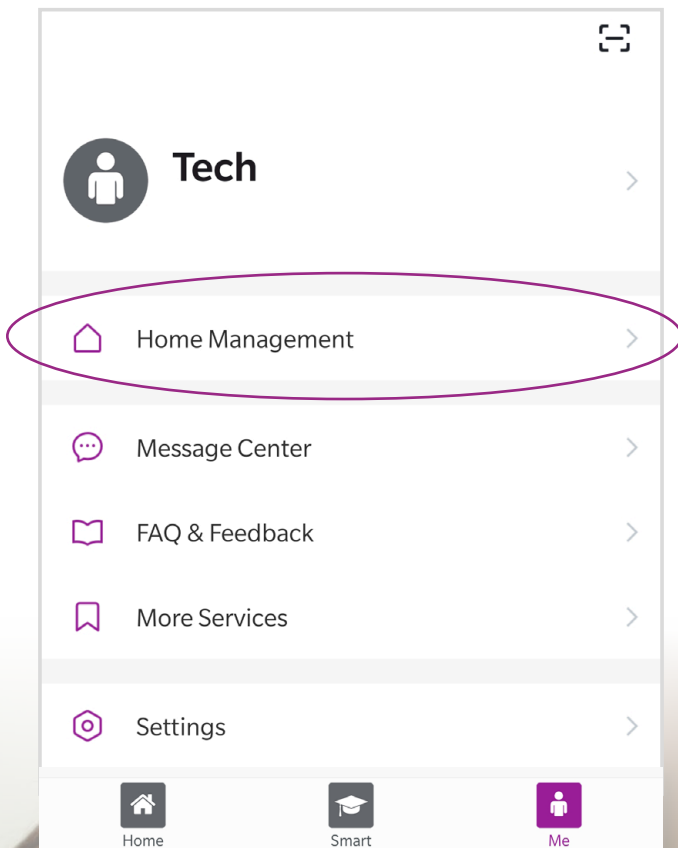 Tech
Home Management
Message Center
FAQ & Feedback
More Services
Settings
Home
Smart
Me